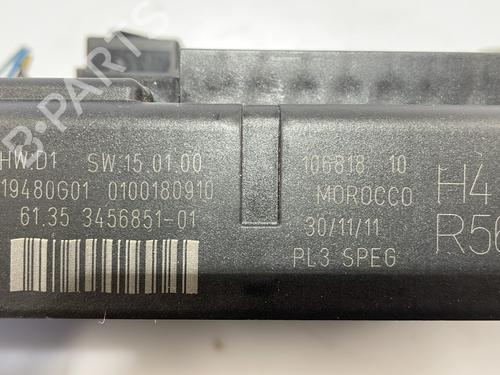 HW:D1 SW:15.01.00
19480G01 0100180910
61.35 3456851-01
106818 10
MOROCCO
30/11/11
PL3 SPEG
H4
R56
B-PARTS